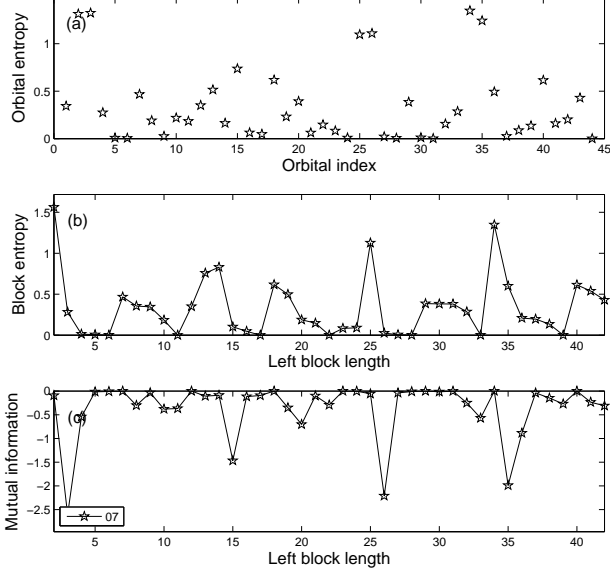 (a)
Orbital entropy
1
0.5
0
0 5 10 15 20 25 30 35 40 45
Orbital index
(b)
Block entropy
1.5
1
0.5
0
5 10 15 20 25 30 35 40
Left block length
(c)
Mutual information
0
−0.5
−1
−1.5
−2
−2.5
07
5 10 15 20 25 30 35 40
Left block length